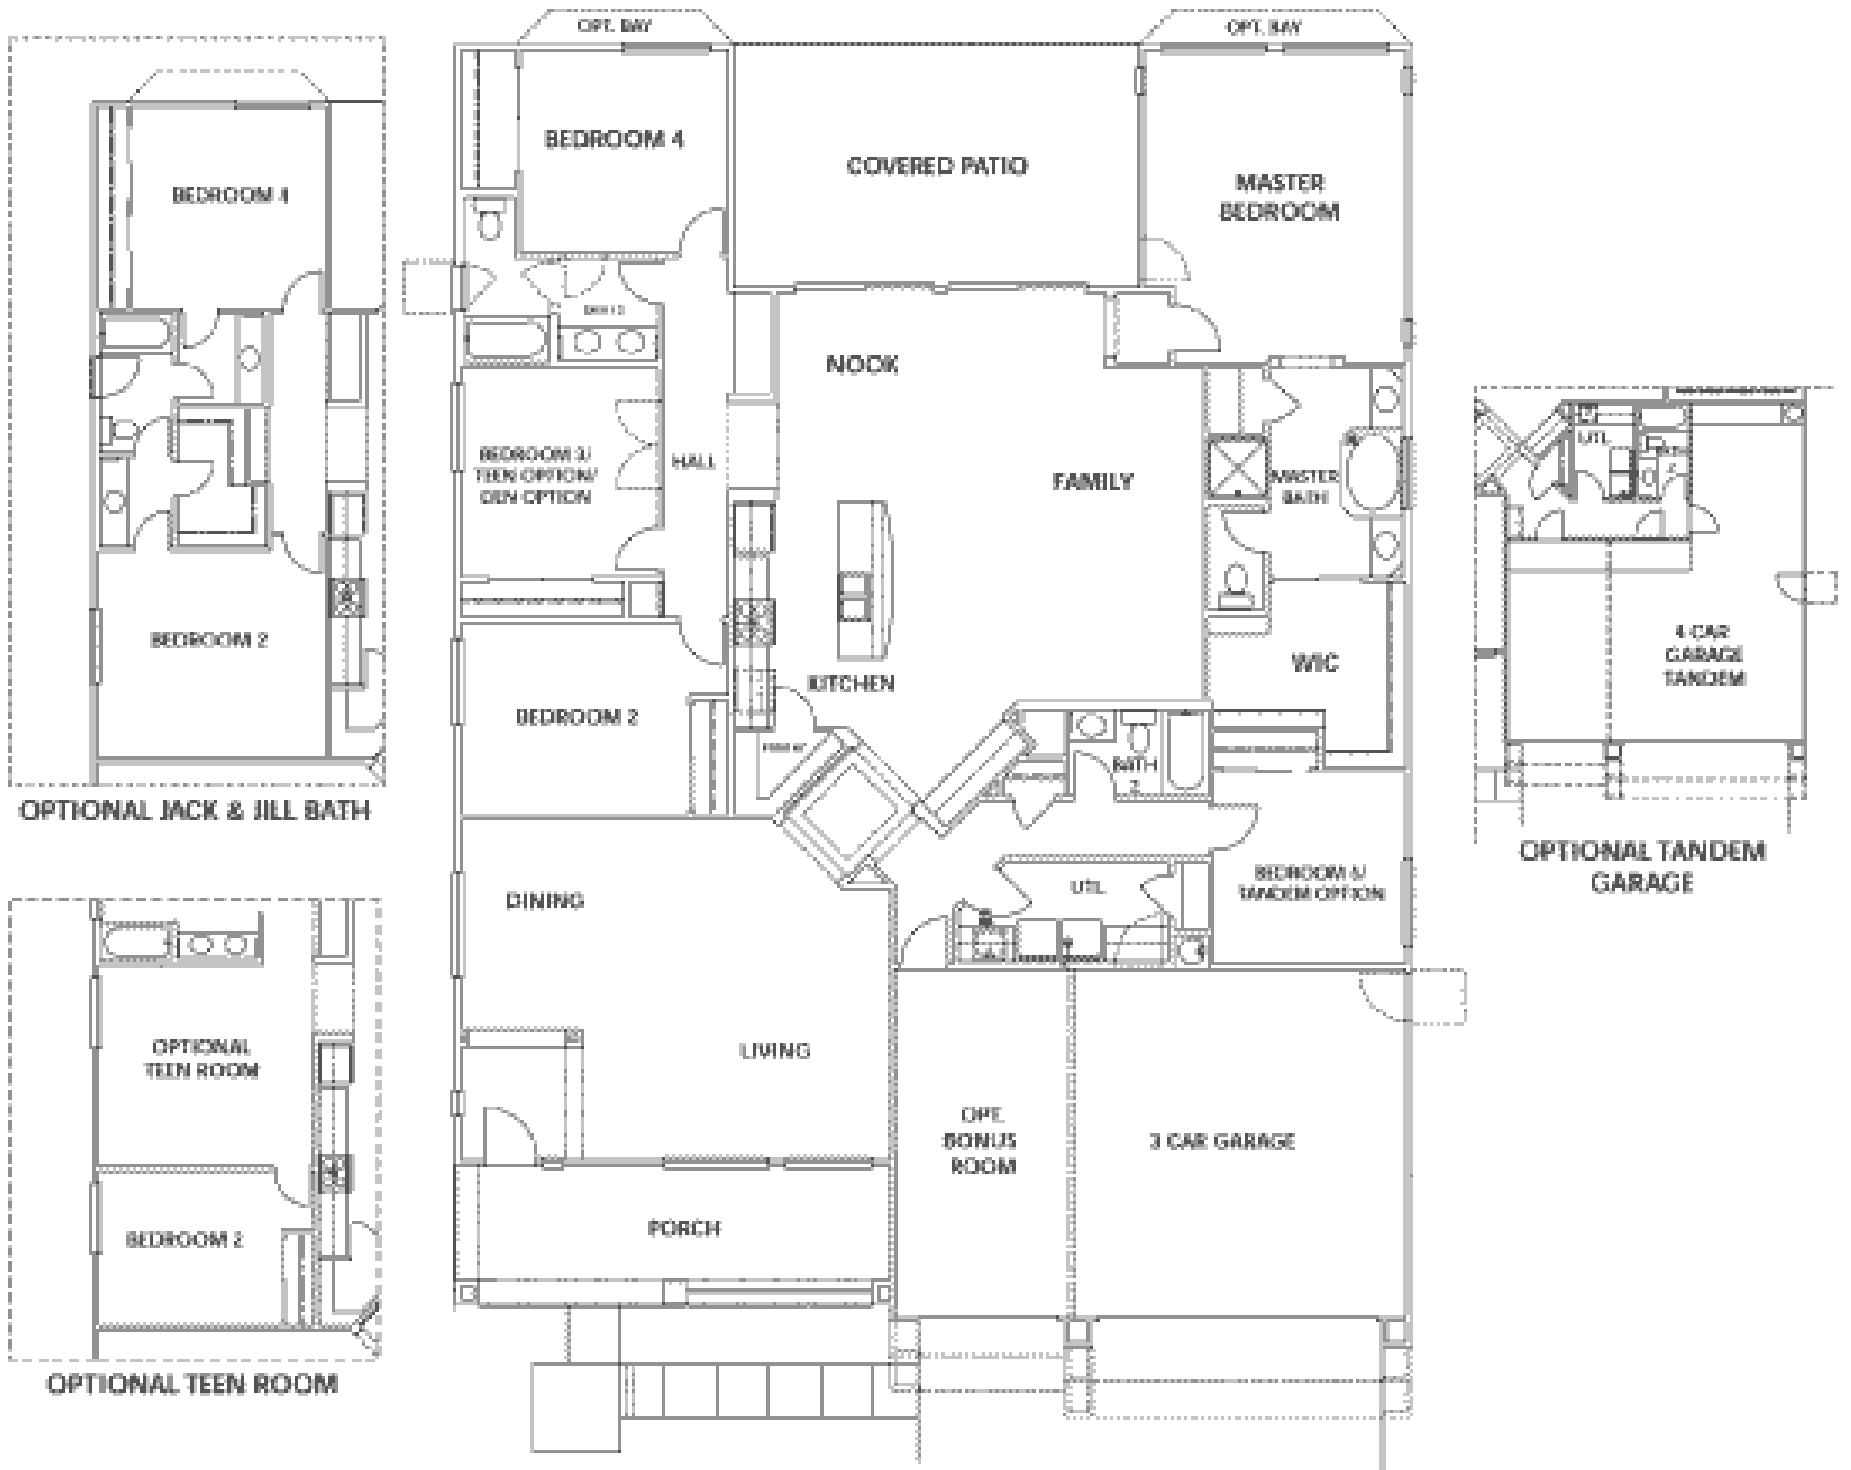 OPT. BAY
OPT. BAY
BEDROOM 4
COVERED PATIO
MASTER
BEDROOM
BEDROOM 4
NOOK
BEDROOM 3/
TEEN OPTION/
DEN OPTION
HALL
FAMILY
MASTER
BATH
UTL
4 CAR
GARAGE
TANDEM
BEDROOM 2
WIC
KITCHEN
BEDROOM 2
BATH
2
OPTIONAL JACK & JILL BATH
OPTIONAL TANDEM
GARAGE
DINING
UTL
BEDROOM 5/
TANDEM OPTION
OPTIONAL
TEEN ROOM
LIVING
OPT.
BONUS
ROOM
3 CAR GARAGE
BEDROOM 2
PORCH
OPTIONAL TEEN ROOM